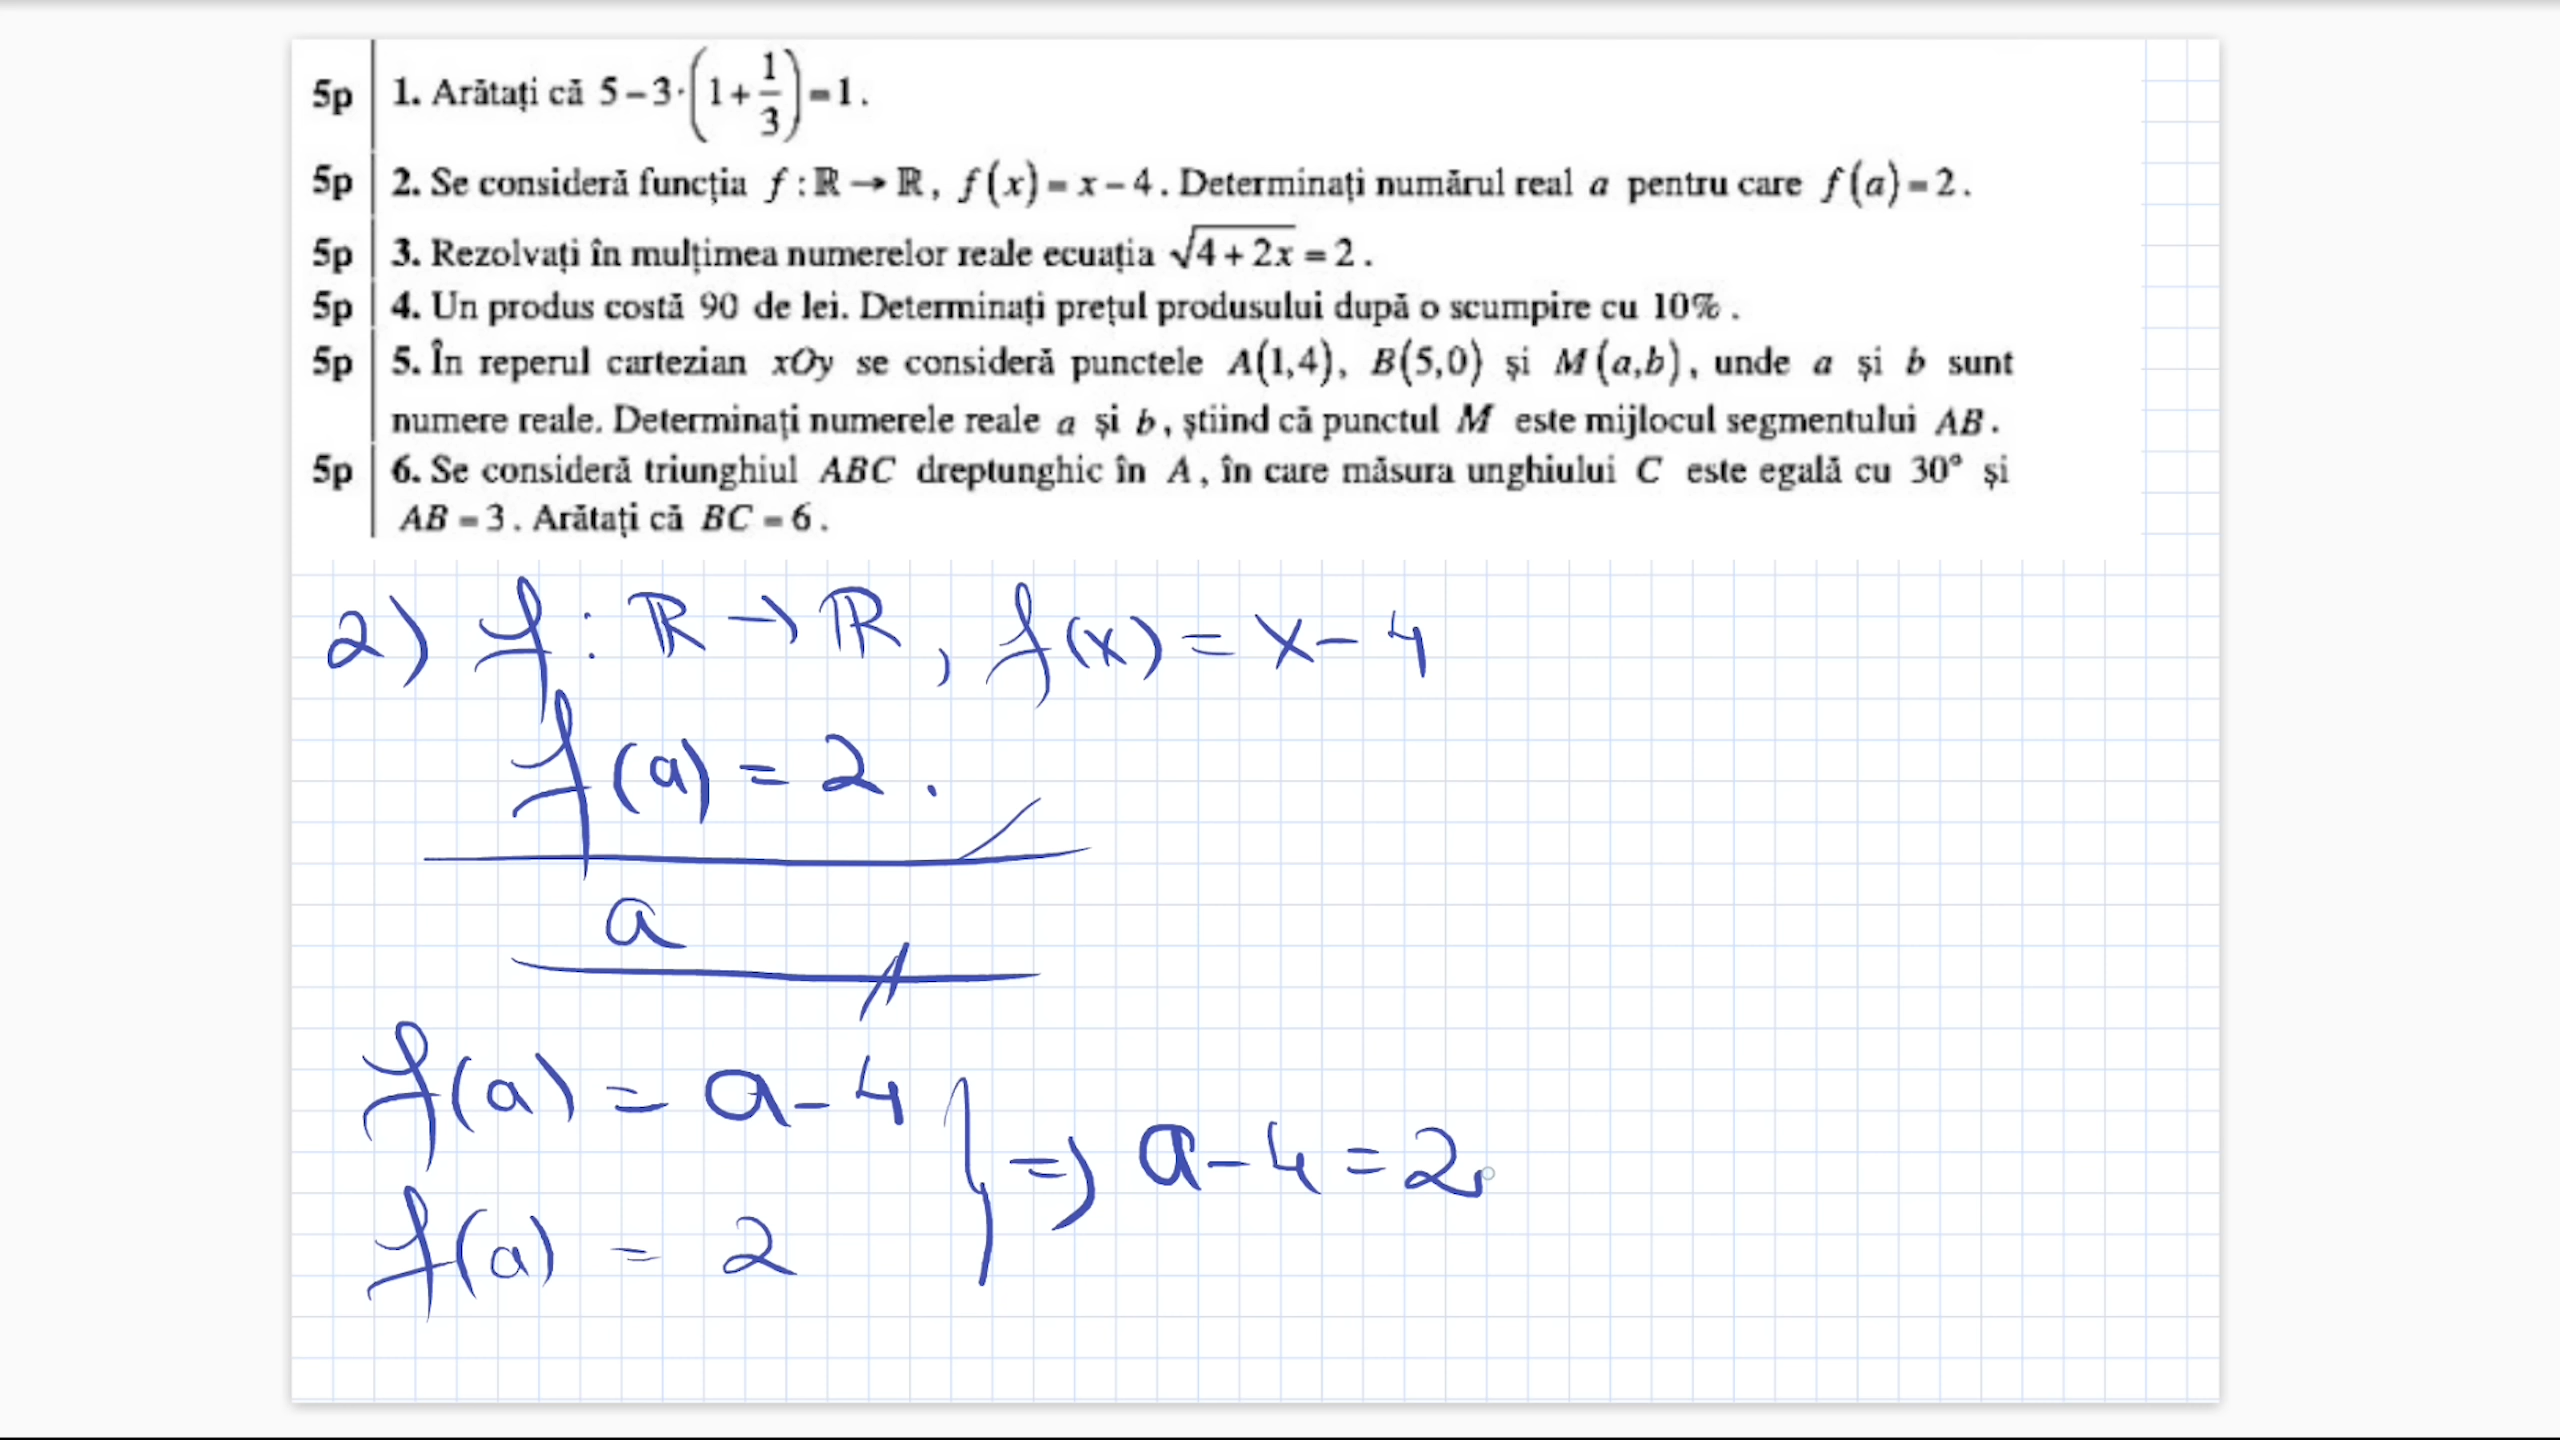 5p 1. Arătați că 5 − 3 · (1 + 1/3) = 1 .
5p 2. Se consideră funcția f : ℝ → ℝ , f(x) = x − 4 . Determinați numărul real a pentru care f(a) = 2 .
5p 3. Rezolvați în mulțimea numerelor reale ecuația √(4 + 2x) = 2 .
5p 4. Un produs costă 90 de lei. Determinați prețul produsului după o scumpire cu 10% .
5p 5. În reperul cartezian xOy se consideră punctele A(1,4), B(5,0) și M(a,b), unde a și b sunt
numere reale. Determinați numerele reale a și b , știind că punctul M este mijlocul segmentului AB .
5p 6. Se consideră triunghiul ABC dreptunghic în A , în care măsura unghiului C este egală cu 30° și
AB = 3 . Arătați că BC = 6 .
2) f : ℝ → ℝ , f(x) = x − 4
f(a) = 2 .
a
f(a) = a − 4
⇒ a − 4 = 2
f(a) = 2